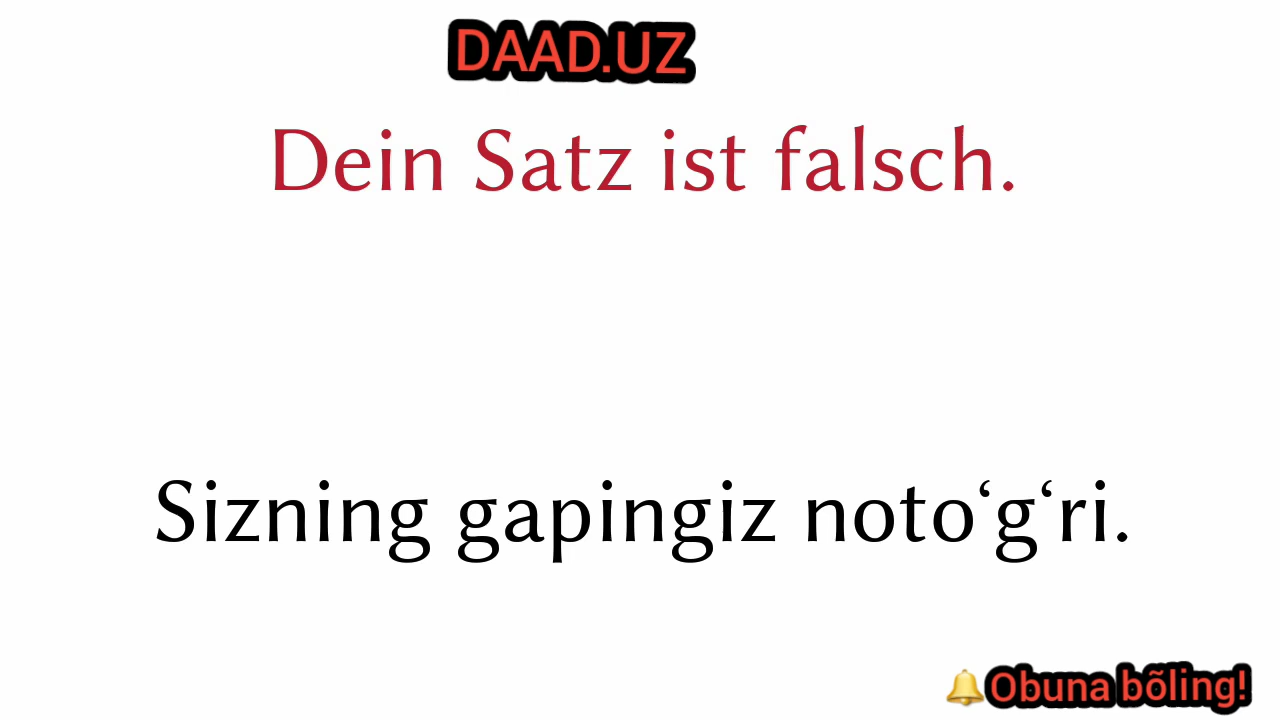 DAAD.UZ
Dein Satz ist falsch.
Sizning gapingiz noto‘g‘ri.
🔔Obuna bõling!